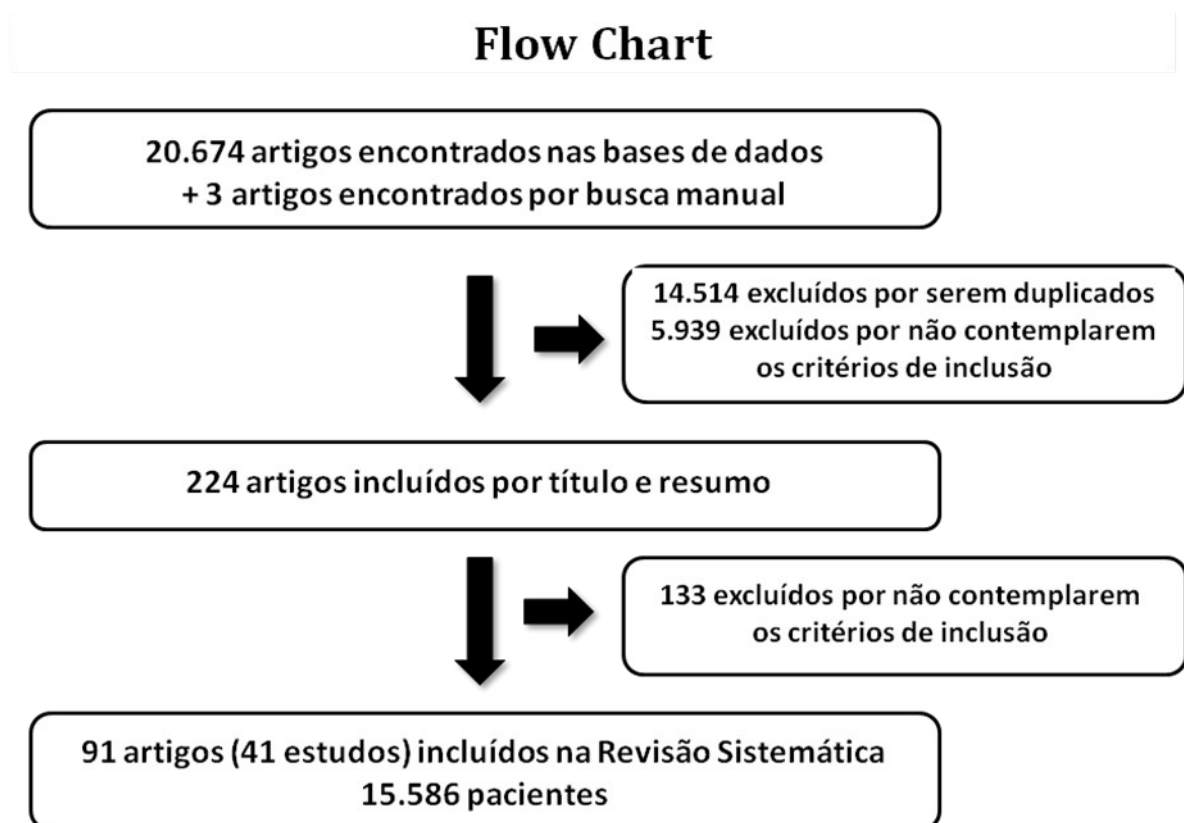 Flow Chart
20.674 artigos encontrados nas bases de dados
+ 3 artigos encontrados por busca manual
14.514 excluídos por serem duplicados
5.939 excluídos por não contemplarem
os critérios de inclusão
224 artigos incluídos por título e resumo
133 excluídos por não contemplarem
os critérios de inclusão
91 artigos (41 estudos) incluídos na Revisão Sistemática
15.586 pacientes